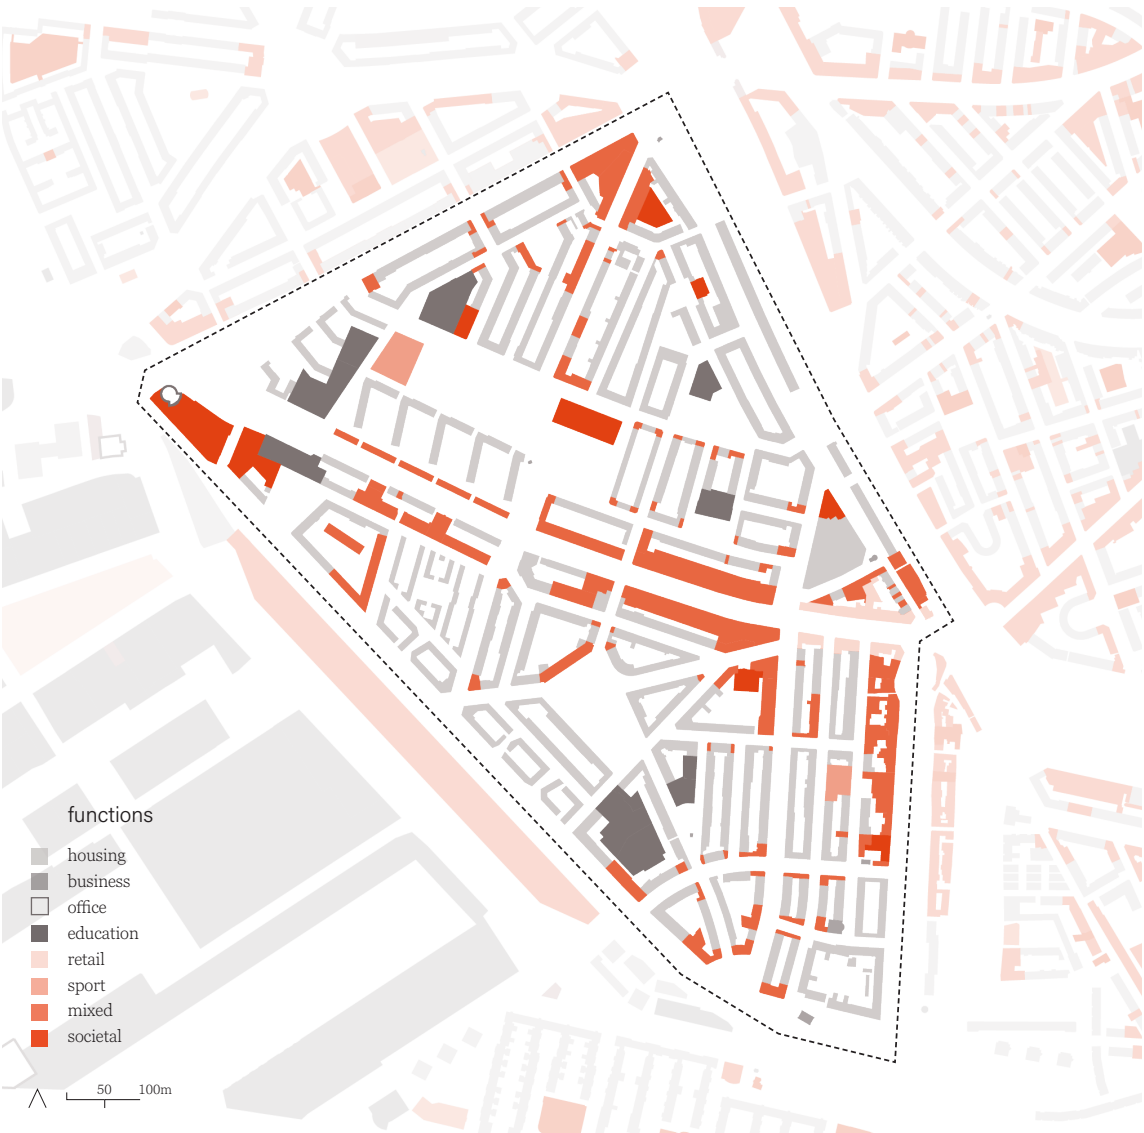 functions
housing
business
office
education
retail
sport
mixed
societal
50 100m